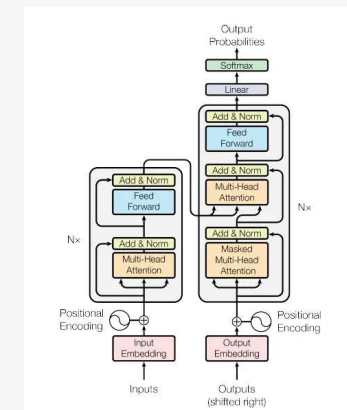 Output
Probabilities
Softmax
Linear
Add & Norm
Feed
Forward
Add & Norm
Multi-Head
Attention
Add & Norm
Masked
Multi-Head
Attention
Nx
Add & Norm
Feed
Forward
Add & Norm
Multi-Head
Attention
Nx
Positional
Encoding
Positional
Encoding
Input
Embedding
Output
Embedding
Inputs
Outputs
(shifted right)